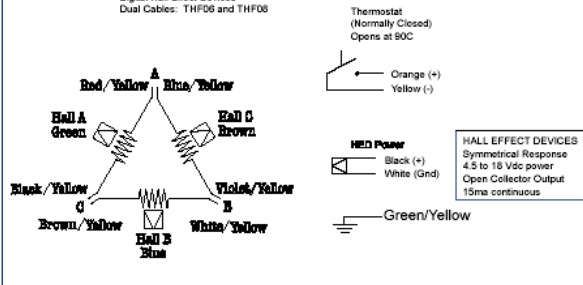 Dual Cables: THF06 and THF08
Thermostat
(Normally Closed)
Opens at 90C
Orange (+)
Yellow (-)
A
Red/Yellow
Blue/Yellow
Hall A
Green
Hall C
Brown
Black/Yellow
C
Brown/Yellow
Violet/Yellow
B
White/Yellow
Hall B
Blue
HED Power
Black (+)
White (Gnd)
HALL EFFECT DEVICES
Symmetrical Response
4.5 to 18 Vdc power
Open Collector Output
15ma continuous
Green/Yellow